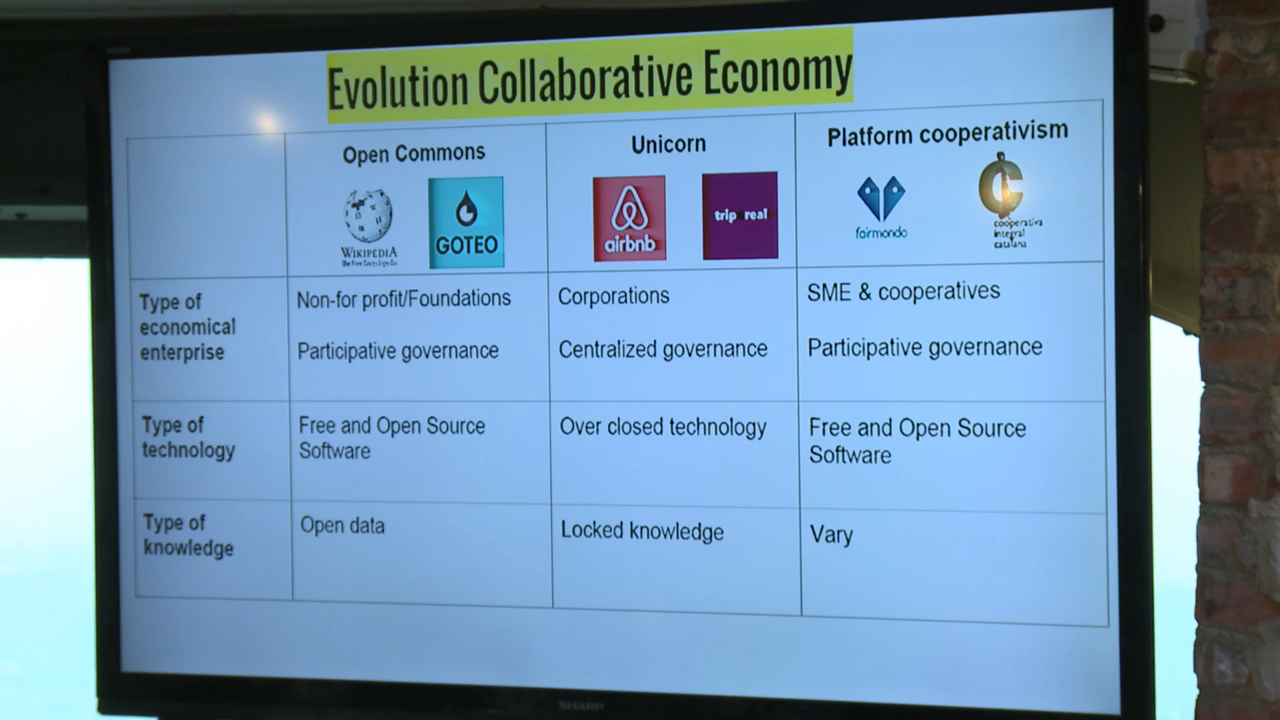 Evolution Collaborative Economy
Open Commons
Unicorn
Platform cooperativism
WIKIPEDIA
The Free Encyclopedia
GOTEO
airbnb
trip real
fairmondo
cooperativa
integral
catalana
Type of
economical
enterprise
Non-for profit/Foundations
Participative governance
Corporations
Centralized governance
SME & cooperatives
Participative governance
Type of
technology
Free and Open Source
Software
Over closed technology
Free and Open Source
Software
Type of
knowledge
Open data
Locked knowledge
Vary
SHARP